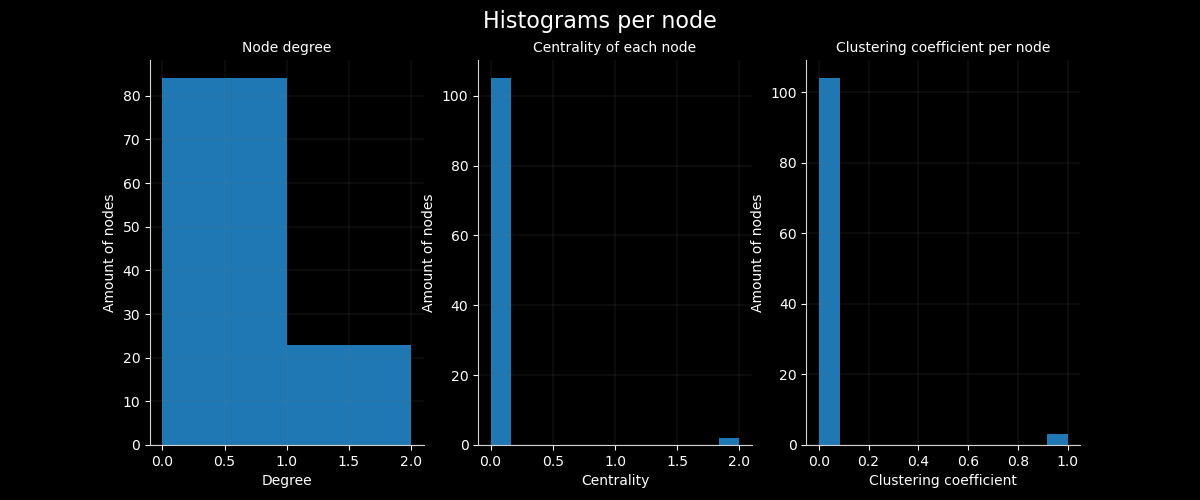 Histograms per node
Node degree
Amount of nodes
80
70
60
50
40
30
20
10
0
0.0 0.5 1.0 1.5 2.0
Degree
Centrality of each node
Amount of nodes
100
80
60
40
20
0
0.0 0.5 1.0 1.5 2.0
Centrality
Clustering coefficient per node
Amount of nodes
100
80
60
40
20
0
0.0 0.2 0.4 0.6 0.8 1.0
Clustering coefficient